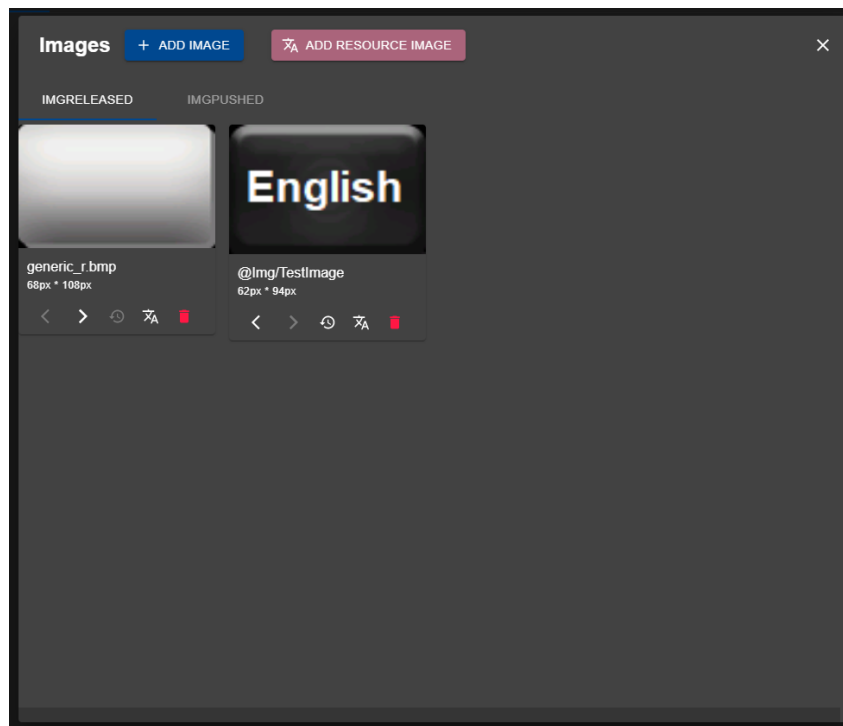 Images
+ ADD IMAGE
ADD RESOURCE IMAGE
IMGRELEASED
IMGPUSHED
English
generic_r.bmp
68px * 108px
@Img/TestImage
62px * 94px